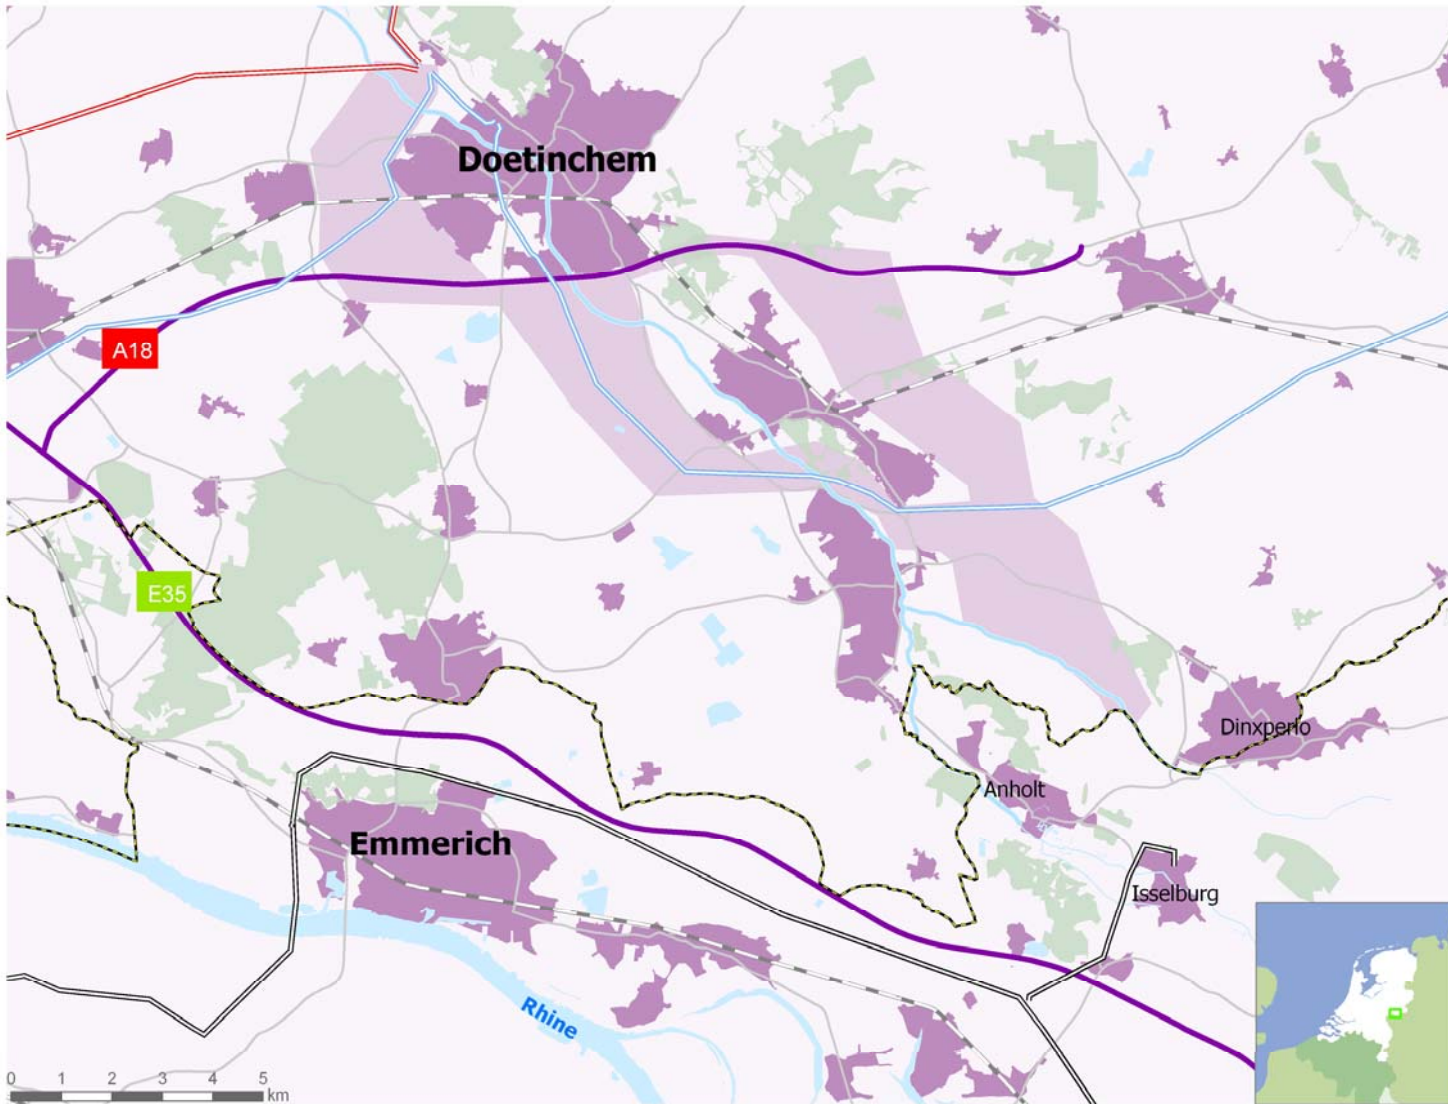 Doetinchem
A18
E35
Dinxperlo
Anholt
Emmerich
Isselburg
Rhine
0 1 2 3 4 5
km